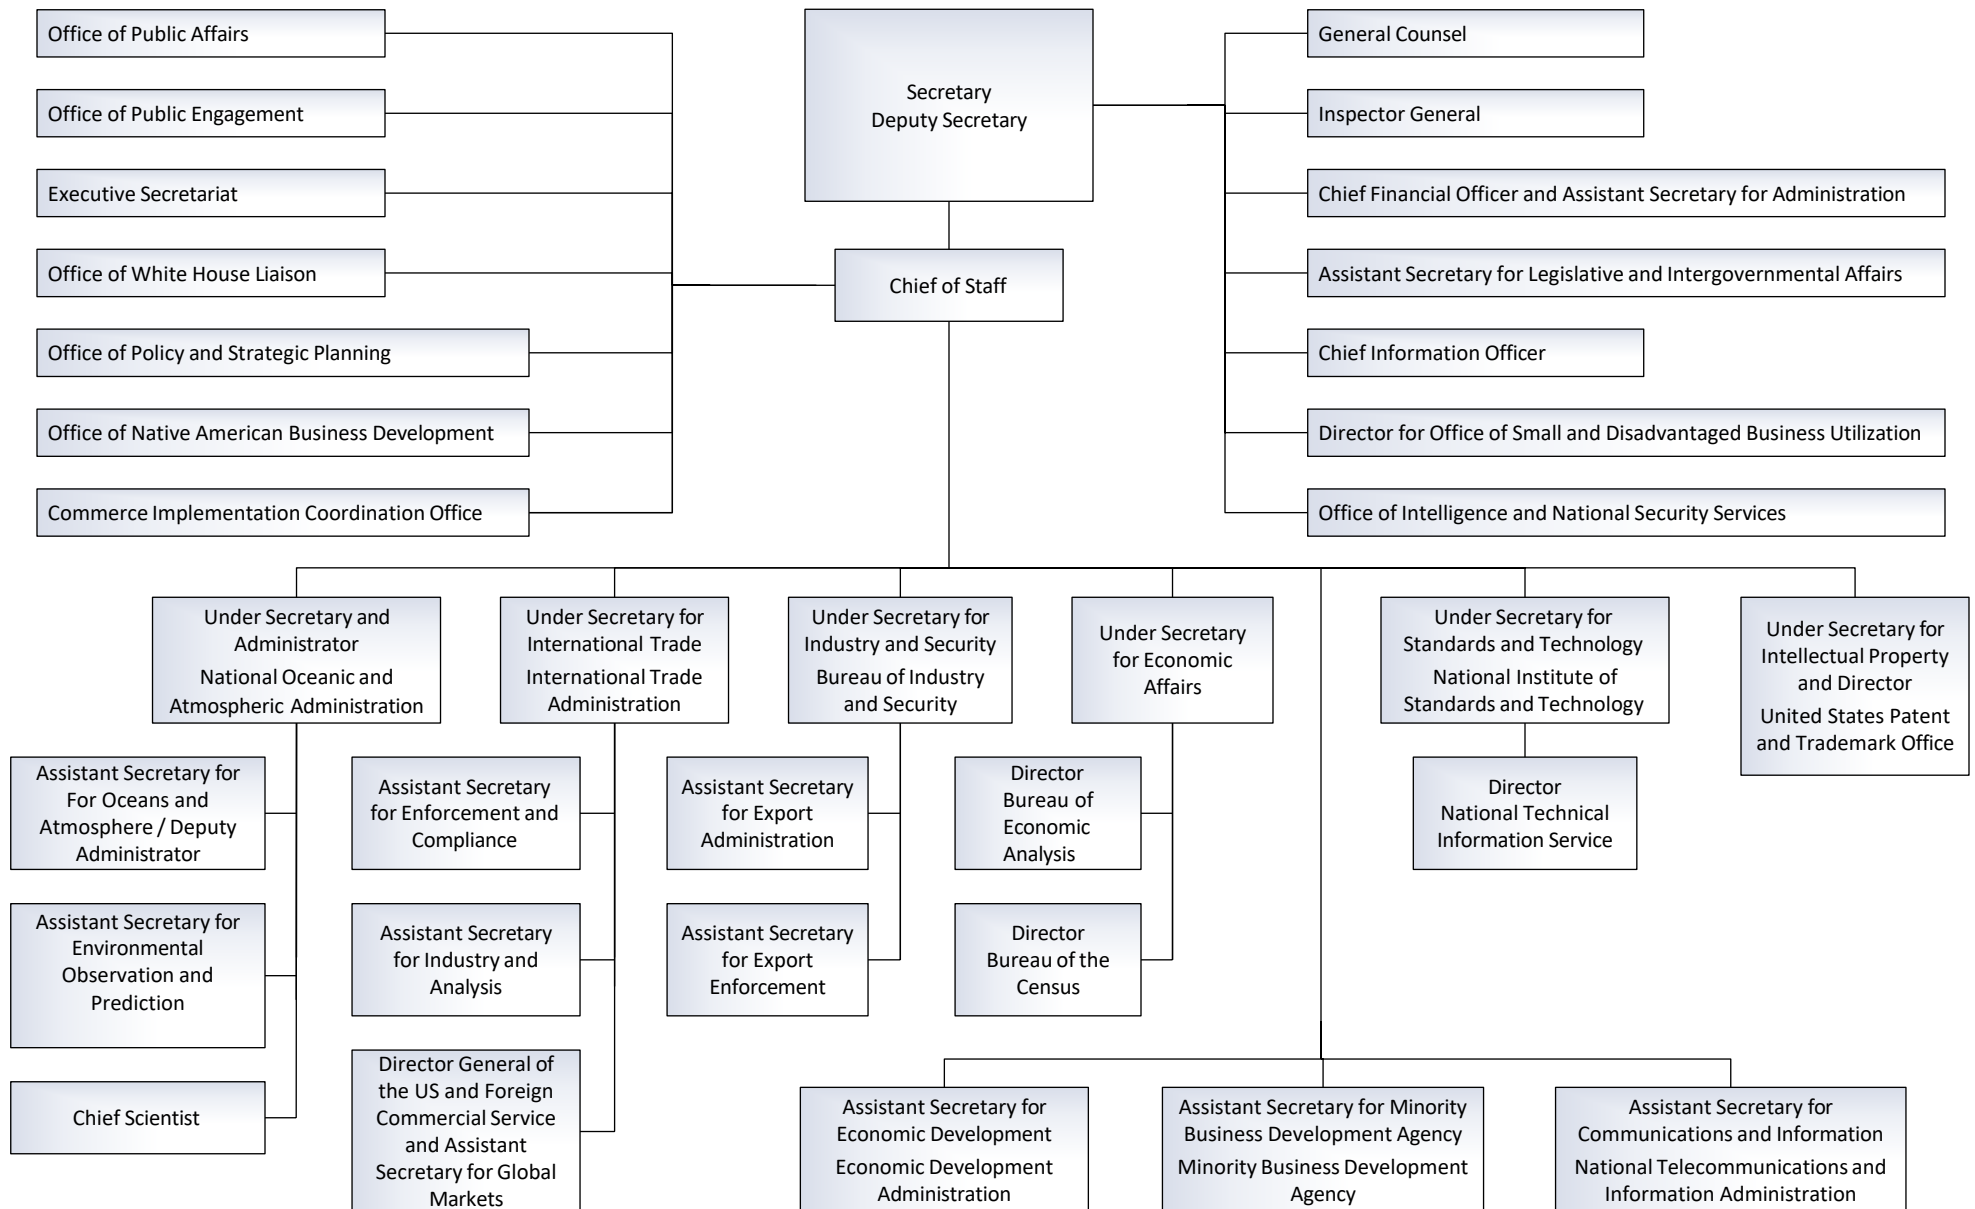 Office of Public Affairs
Office of Public Engagement
Executive Secretariat
Office of White House Liaison
Office of Policy and Strategic Planning
Office of Native American Business Development
Commerce Implementation Coordination Office
Secretary
Deputy Secretary
Chief of Staff
General Counsel
Inspector General
Chief Financial Officer and Assistant Secretary for Administration
Assistant Secretary for Legislative and Intergovernmental Affairs
Chief Information Officer
Director for Office of Small and Disadvantaged Business Utilization
Office of Intelligence and National Security Services
Under Secretary and
Administrator
National Oceanic and
Atmospheric Administration
Under Secretary for
International Trade
International Trade
Administration
Under Secretary for
Industry and Security
Bureau of Industry
and Security
Under Secretary
for Economic
Affairs
Under Secretary for
Standards and Technology
National Institute of
Standards and Technology
Under Secretary for
Intellectual Property
and Director
United States Patent
and Trademark Office
Assistant Secretary for
For Oceans and
Atmosphere / Deputy
Administrator
Assistant Secretary for
Environmental
Observation and
Prediction
Chief Scientist
Assistant Secretary
for Enforcement and
Compliance
Assistant Secretary
for Industry and
Analysis
Director General of
the US and Foreign
Commercial Service
and Assistant
Secretary for Global
Markets
Assistant Secretary
for Export
Administration
Assistant Secretary
for Export
Enforcement
Director
Bureau of
Economic
Analysis
Director
Bureau of the
Census
Director
National Technical
Information Service
Assistant Secretary for
Economic Development
Economic Development
Administration
Assistant Secretary for Minority
Business Development Agency
Minority Business Development
Agency
Assistant Secretary for
Communications and Information
National Telecommunications and
Information Administration